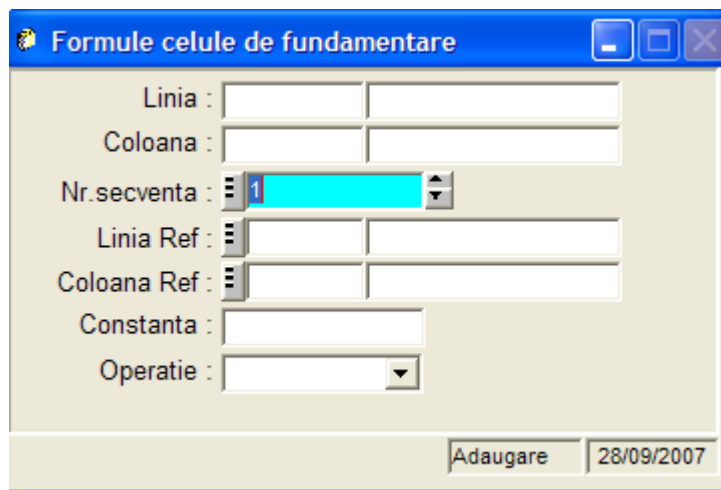 Formule celule de fundamentare
Linia :
Coloana :
Nr.secventa : 1
Linia Ref :
Coloana Ref :
Constanta :
Operatie :
Adaugare 28/09/2007